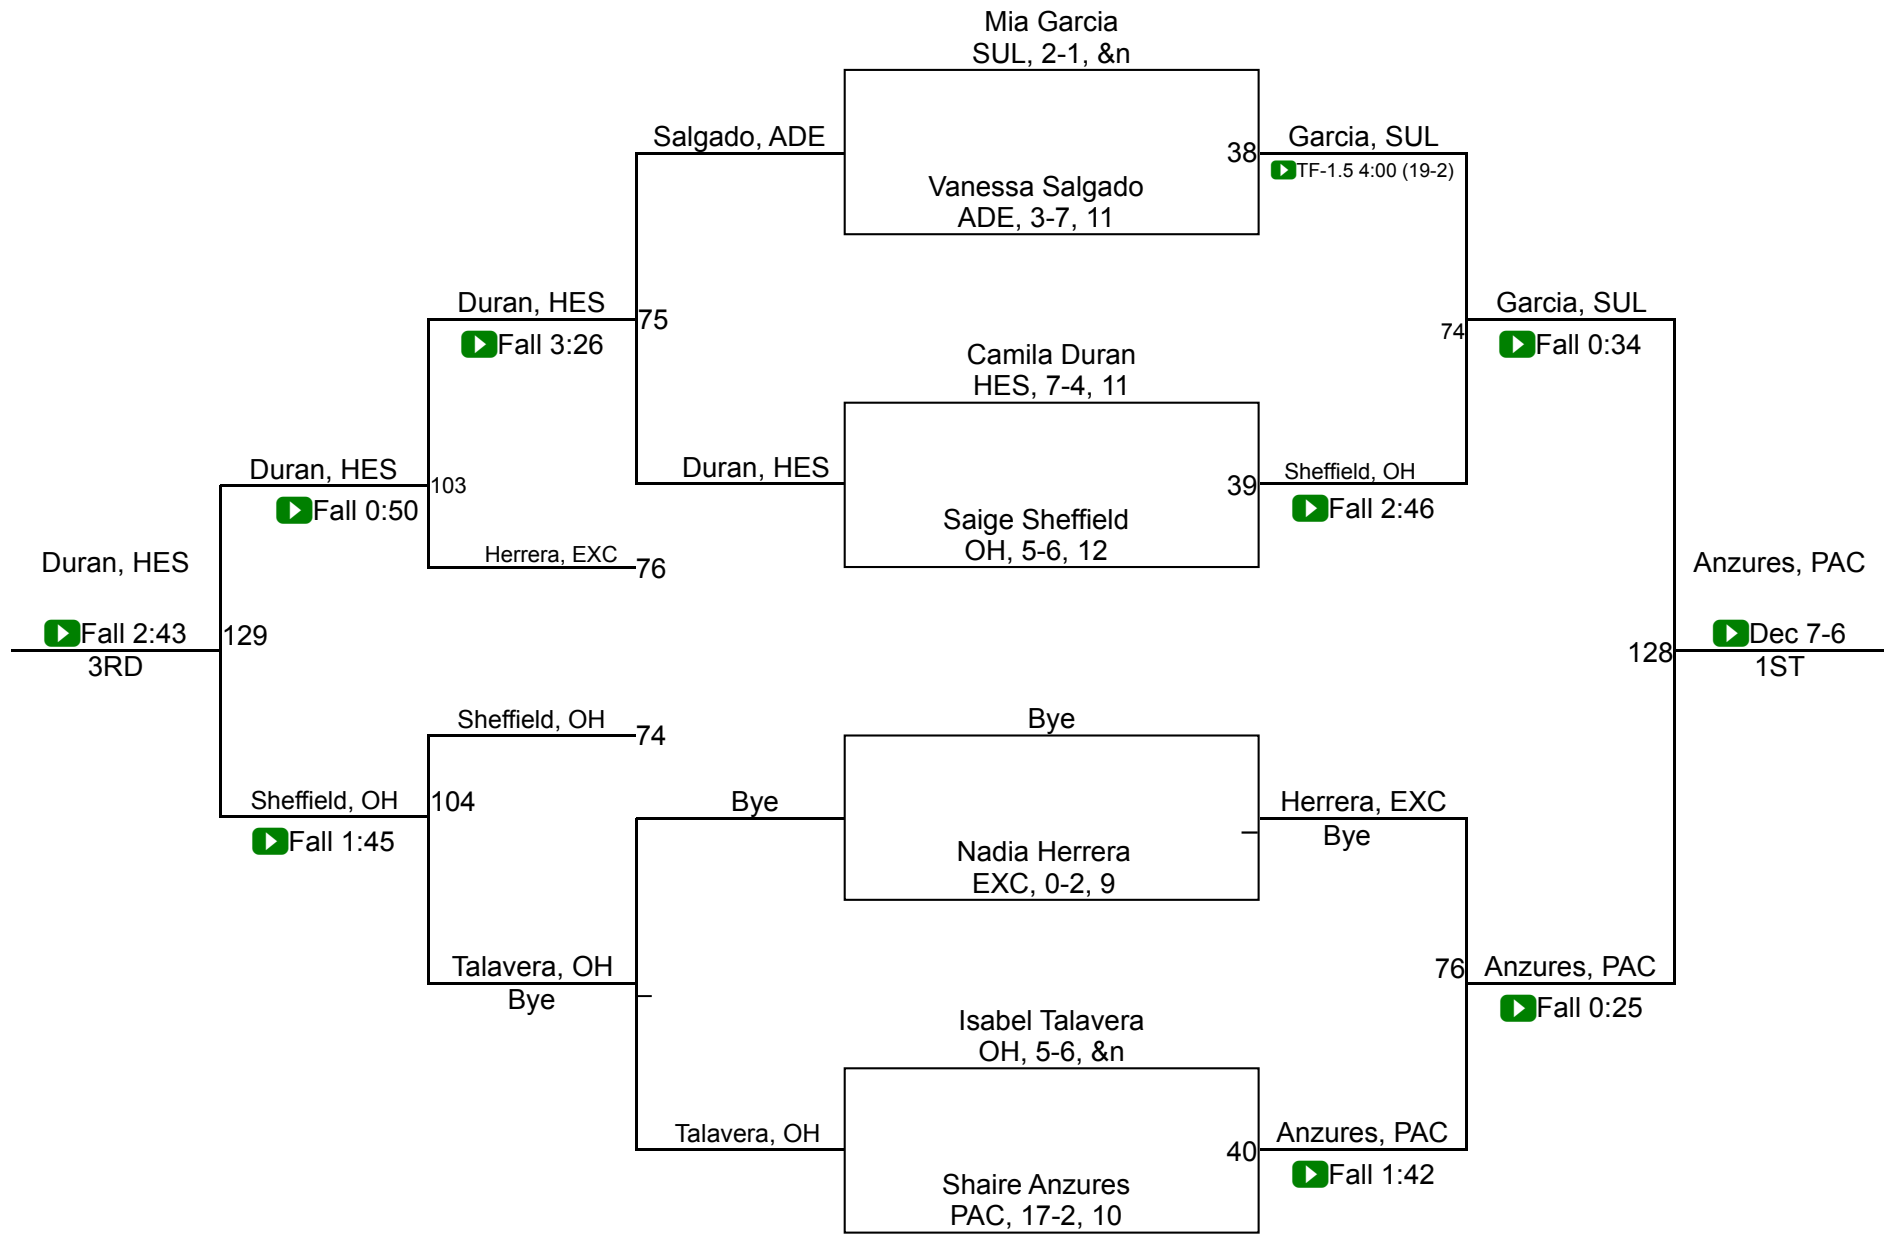 Mia Garcia
SUL, 2-1, &n
Salgado, ADE
38
Garcia, SUL
TF-1.5 4:00 (19-2)
Vanessa Salgado
ADE, 3-7, 11
Duran, HES
75
Fall 3:26
Garcia, SUL
74
Fall 0:34
Camila Duran
HES, 7-4, 11
Duran, HES
103
Fall 0:50
Duran, HES
39
Sheffield, OH
Fall 2:46
Saige Sheffield
OH, 5-6, 12
Herrera, EXC
76
Duran, HES
Fall 2:43
129
3RD
Anzures, PAC
128
Dec 7-6
1ST
Sheffield, OH
74
Bye
Sheffield, OH
104
Fall 1:45
Bye
Herrera, EXC
Bye
Nadia Herrera
EXC, 0-2, 9
Talavera, OH
Bye
76
Anzures, PAC
Fall 0:25
Isabel Talavera
OH, 5-6, &n
Talavera, OH
40
Anzures, PAC
Fall 1:42
Shaire Anzures
PAC, 17-2, 10